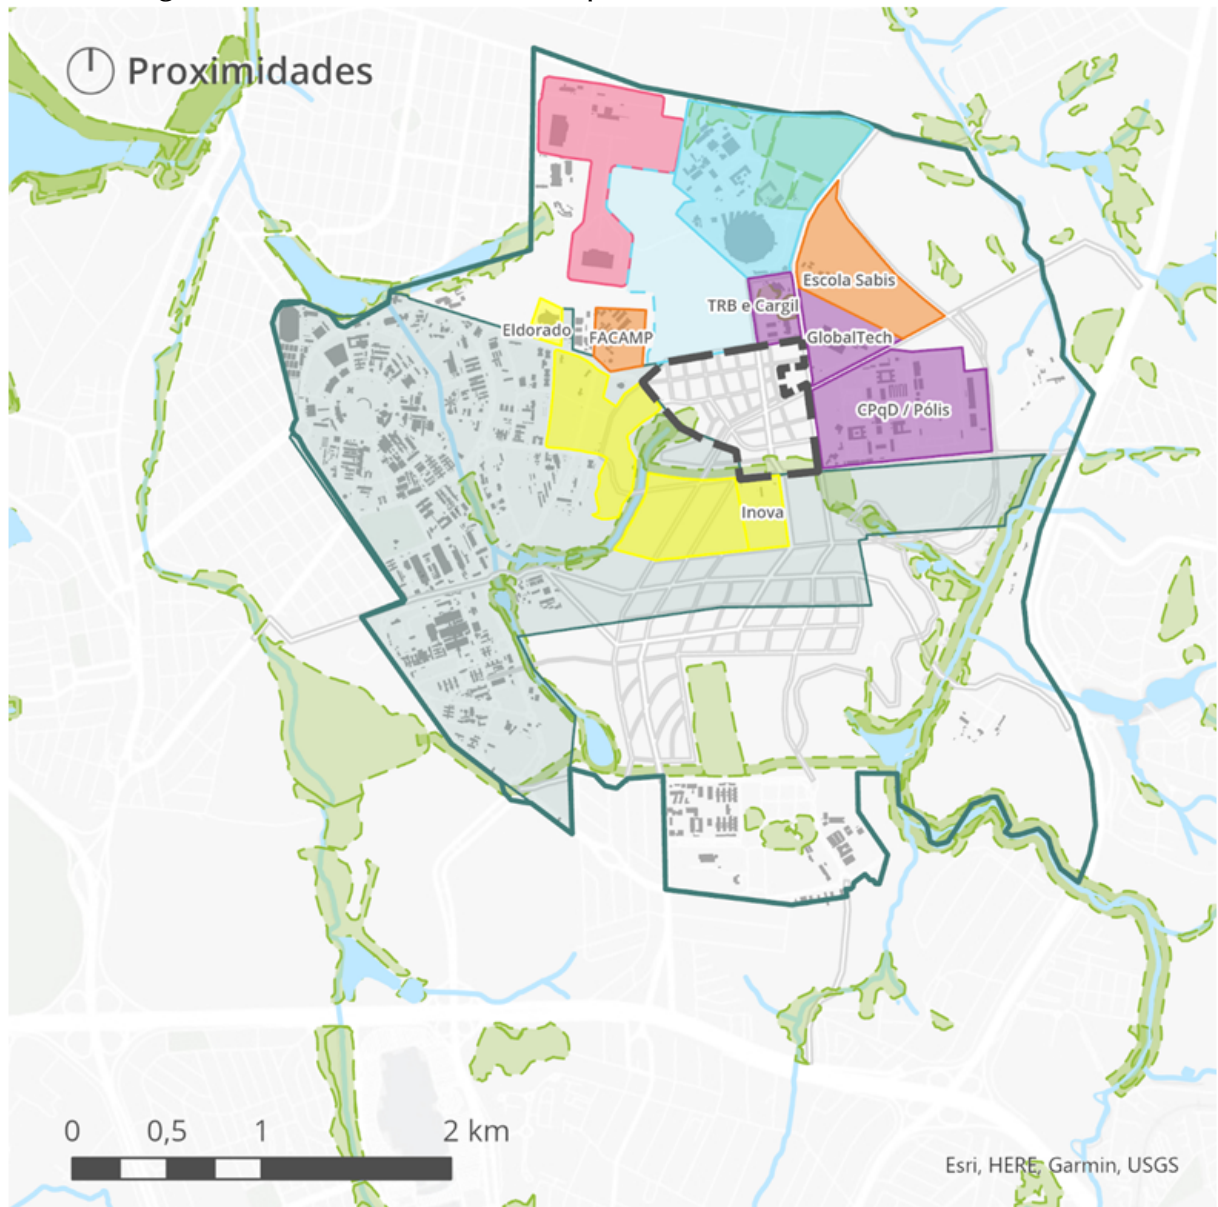 Proximidades
Escola Sabis
TRB e Cargil
Eldorado
FACAMP
GlobalTech
CPqD / Pólis
Inova
0 0,5 1 2 km
Esri, HERE, Garmin, USGS